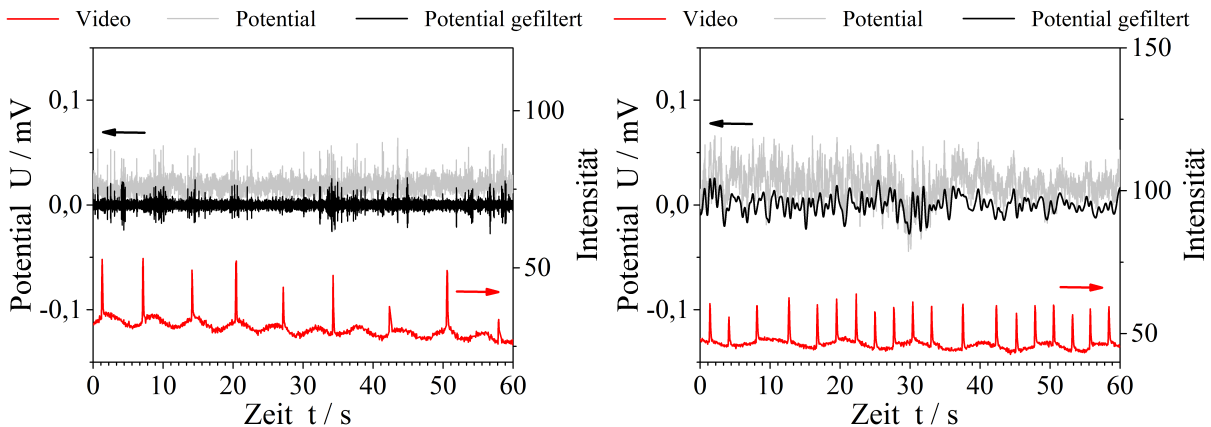 Video Potential Potential gefiltert
0,1
0,0
-0,1
Potential U / mV
100
50
Intensität
0 10 20 30 40 50 60
Zeit t / s
Video Potential Potential gefiltert
0,1
0,0
-0,1
Potential U / mV
150
100
50
Intensität
0 10 20 30 40 50 60
Zeit t / s